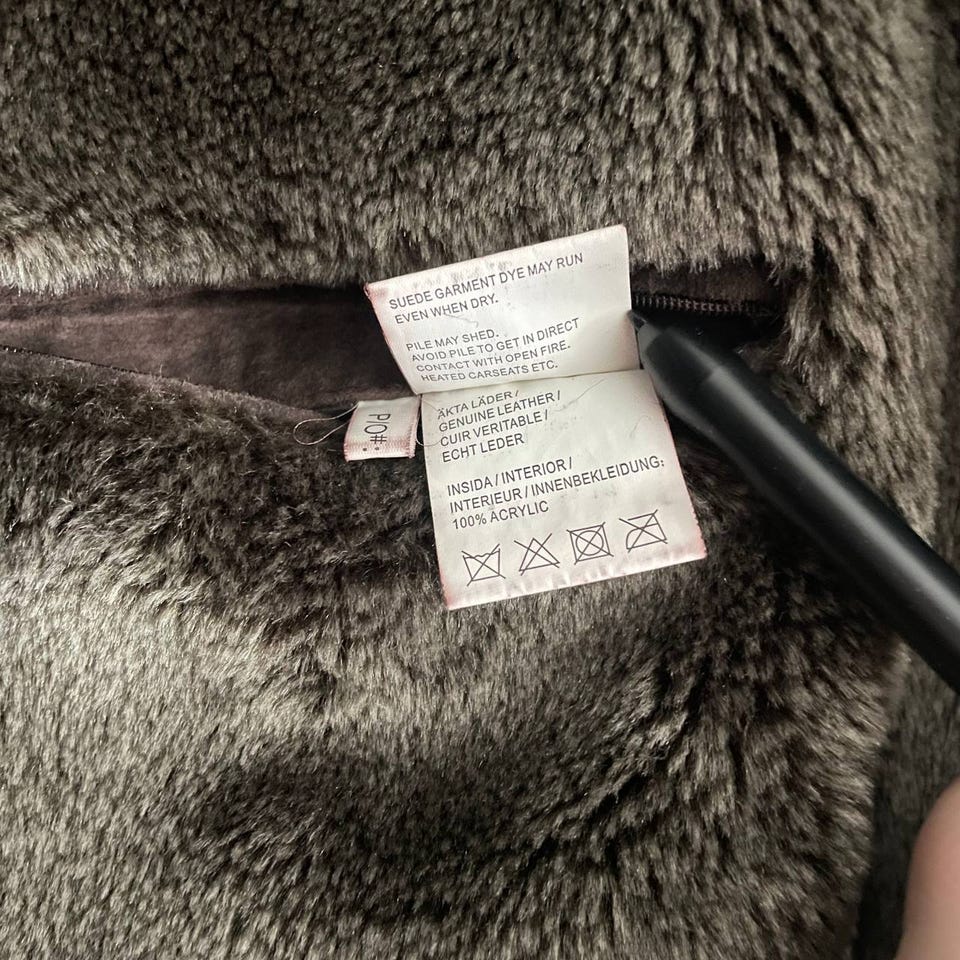 SUEDE GARMENT DYE MAY RUN
EVEN WHEN DRY.
PILE MAY SHED.
AVOID PILE TO GET IN DIRECT
CONTACT WITH OPEN FIRE.
HEATED CARSEATS ETC.
P/O#:
ÄKTA LÄDER /
GENUINE LEATHER /
CUIR VERITABLE /
ECHT LEDER
INSIDA / INTERIOR /
INTERIEUR / INNENBEKLEIDUNG:
100% ACRYLIC